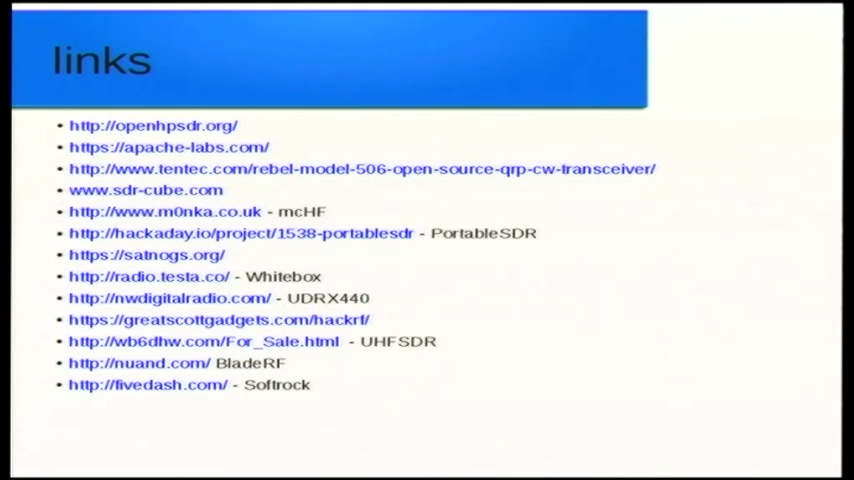 links
• http://openhpsdr.org/
• https://apache-labs.com/
• http://www.tentec.com/rebel-model-506-open-source-qrp-cw-transceiver/
• www.sdr-cube.com
• http://www.m0nka.co.uk - mcHF
• http://hackaday.io/project/1538-portablesdr - PortableSDR
• https://satnogs.org/
• http://radio.testa.co/ - Whitebox
• http://nwdigitalradio.com/ - UDRX440
• https://greatscottgadgets.com/hackrf/
• http://wb6dhw.com/For_Sale.html - UHFSDR
• http://nuand.com/ BladeRF
• http://fivedash.com/ - Softrock